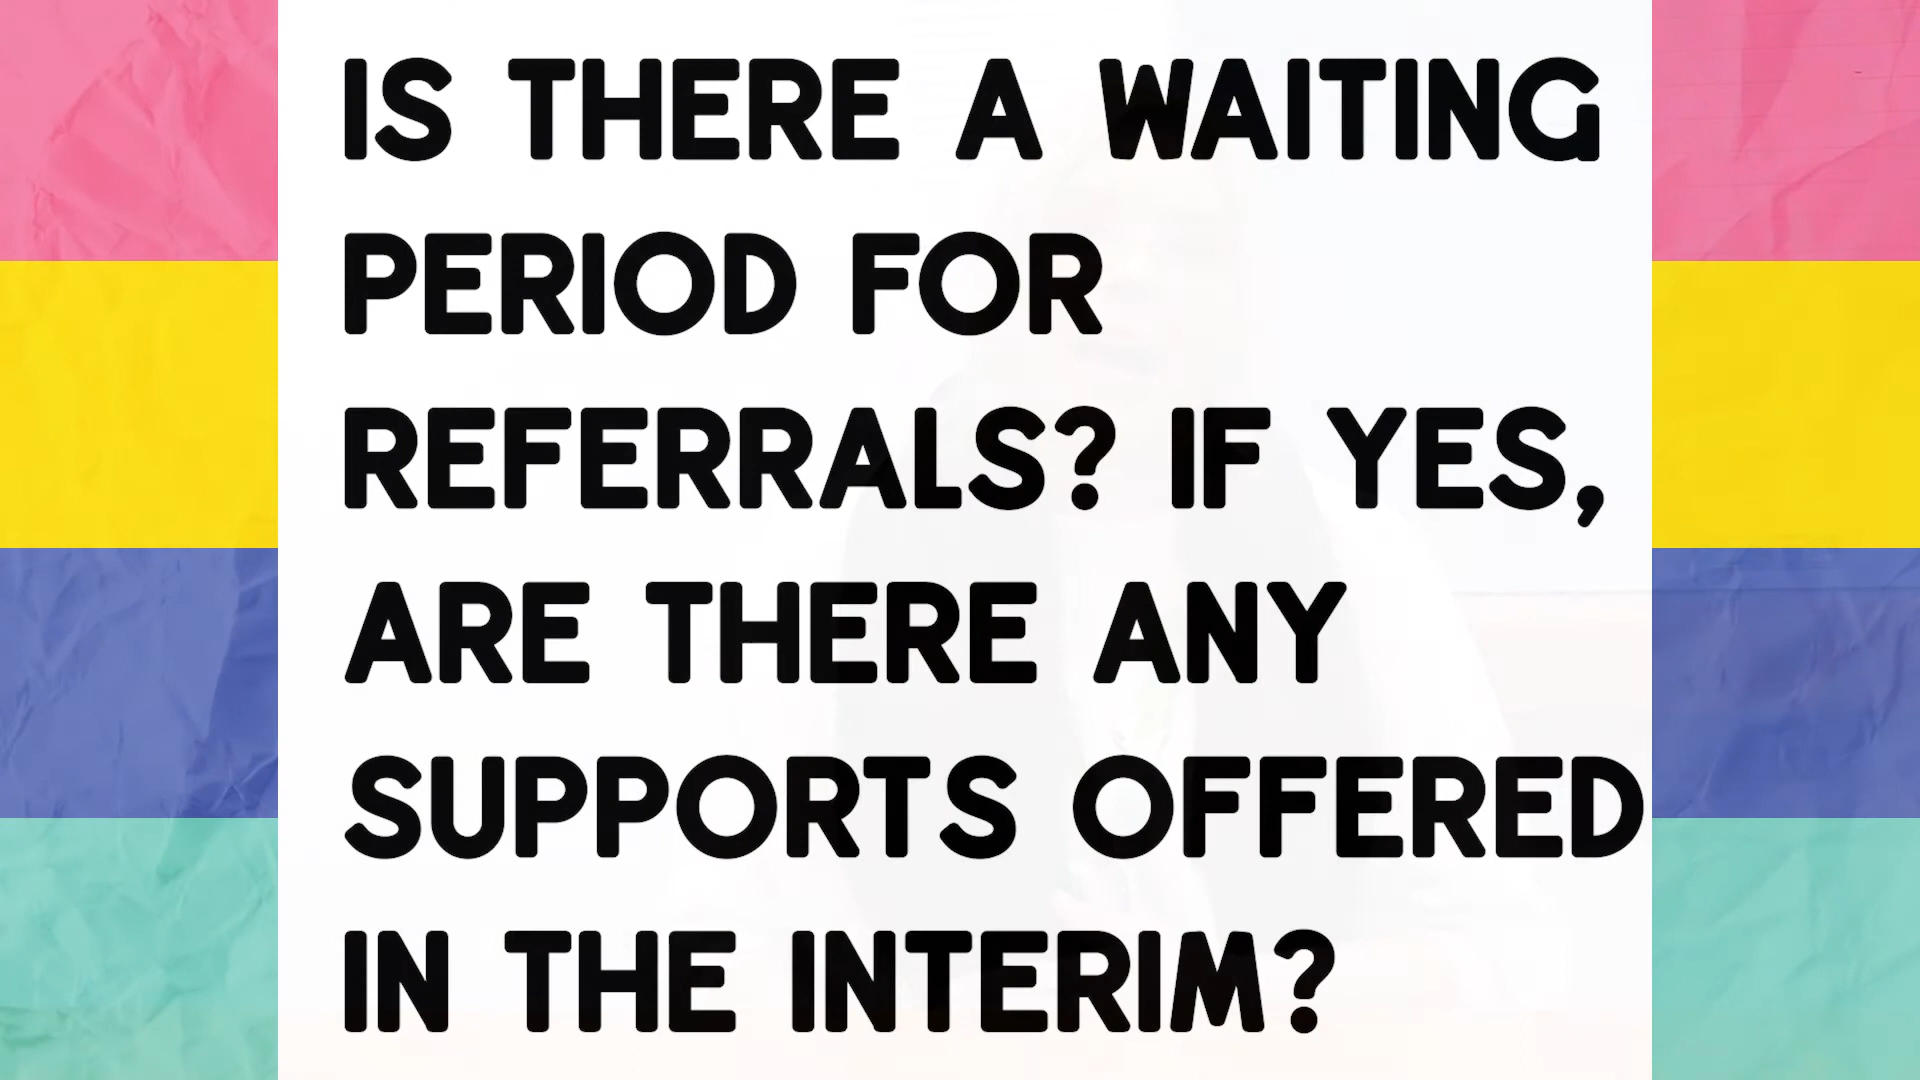 IS THERE A WAITING
PERIOD FOR
REFERRALS? IF YES,
ARE THERE ANY
SUPPORTS OFFERED
IN THE INTERIM?